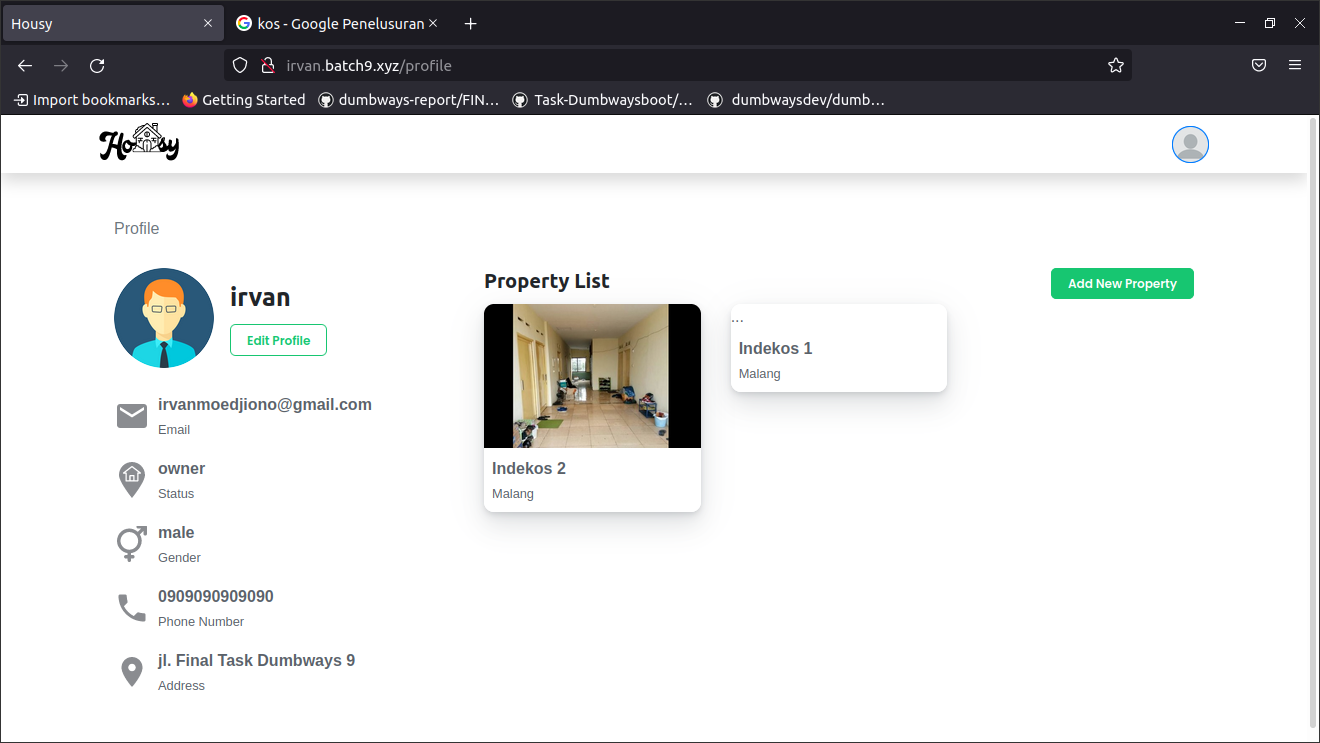 Housy
kos - Google Penelusuran
irvan.batch9.xyz/profile
Import bookmarks...
Getting Started
dumbways-report/FIN...
Task-Dumbwaysboot/...
dumbwaysdev/dumb...
Housy
Profile
irvan
Edit Profile
irvanmoedjiono@gmail.com
Email
owner
Status
male
Gender
0909090909090
Phone Number
jl. Final Task Dumbways 9
Address
Property List
Add New Property
Indekos 2
Malang
...
Indekos 1
Malang